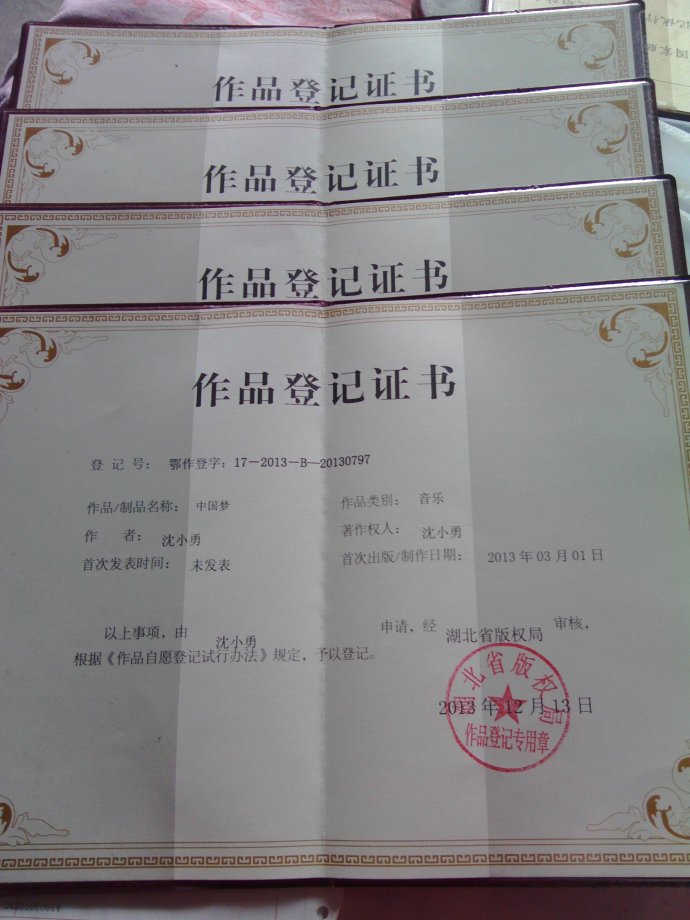 作品登记证书
作品登记证书
作品登记证书
作品登记证书
登 记 号： 鄂作登字：17－2013－B－20130797
作品/制品名称： 中国梦 作品类别： 音乐
作 者： 沈小勇 著作权人： 沈小勇
首次发表时间： 未发表 首次出版/制作日期： 2013 年 03 月 01 日
以上事项，由 沈小勇 申请，经 湖北省版权局 审核，
根据《作品自愿登记试行办法》规定，予以登记。
湖北省版权局
2013 年 12 月 13 日
作品登记专用章